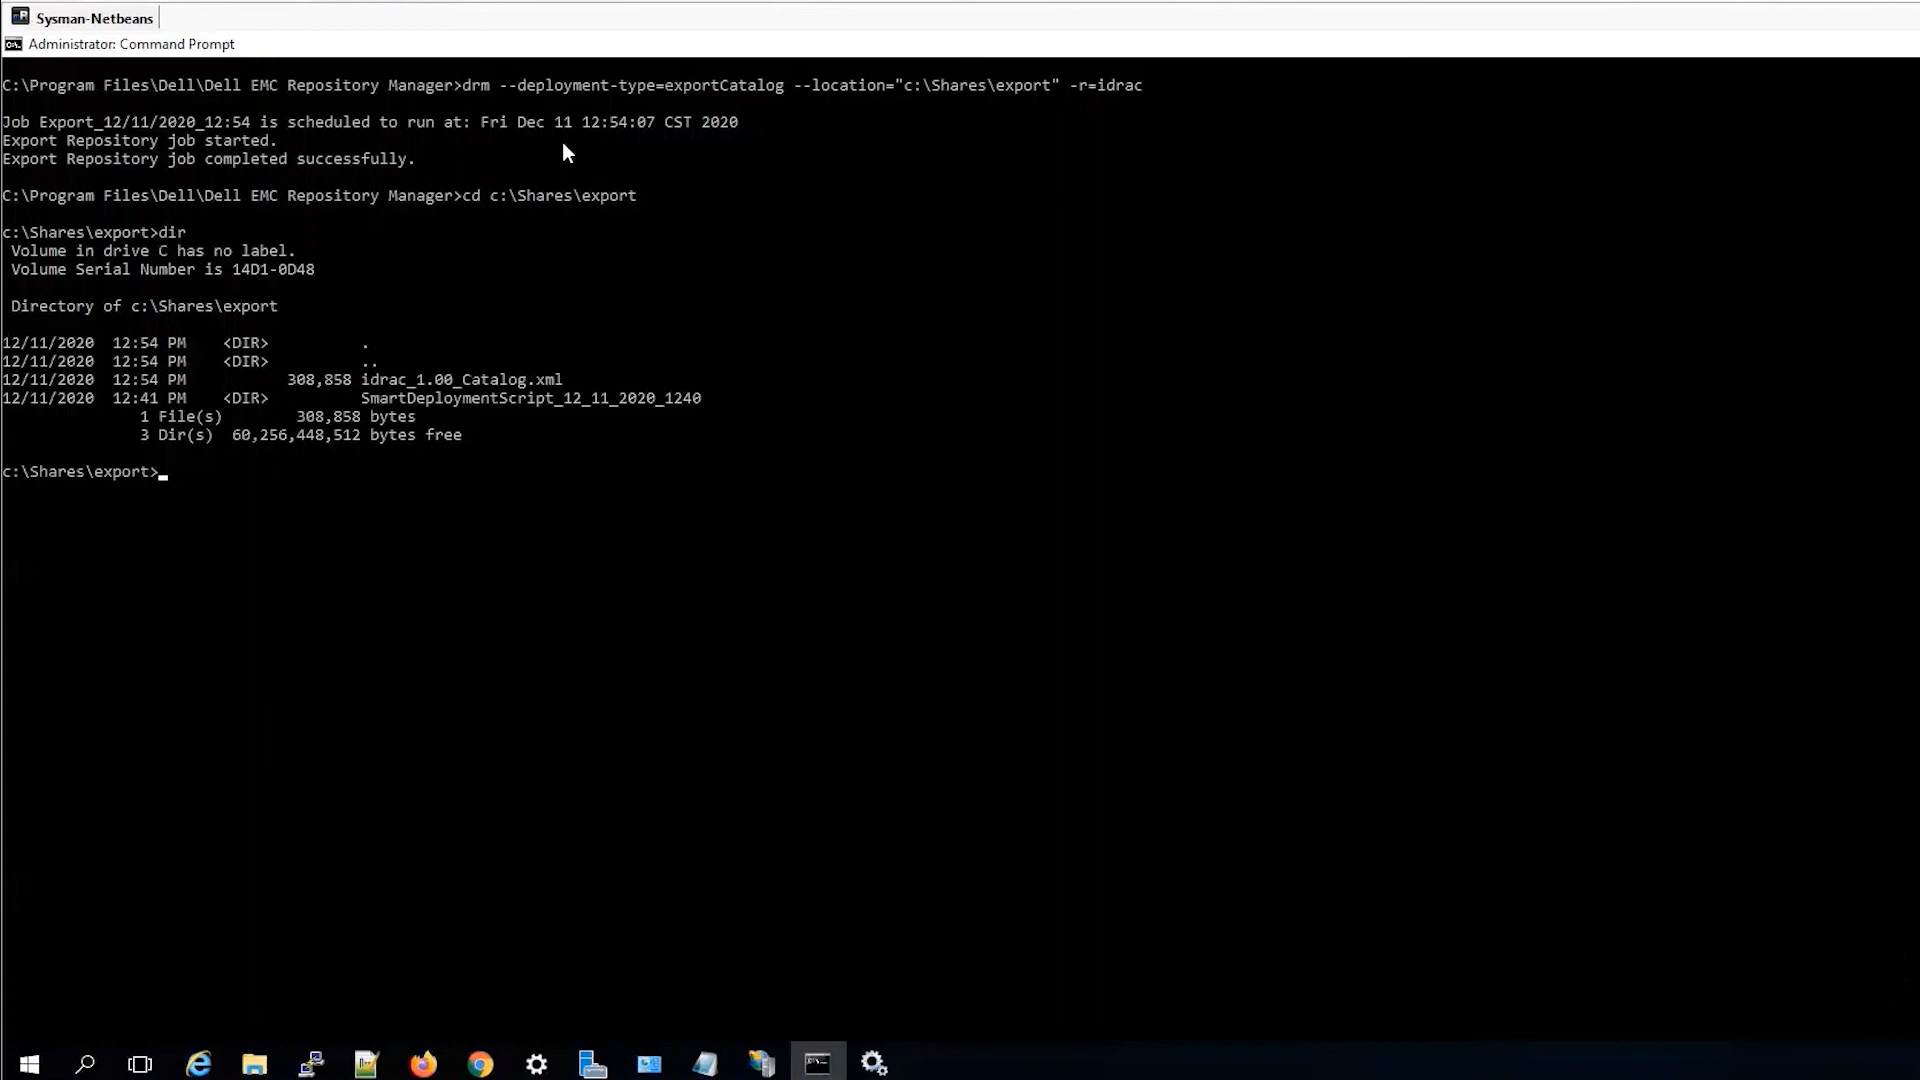 Sysman-Netbeans
Administrator: Command Prompt
C:\Program Files\Dell\Dell EMC Repository Manager>drm --deployment-type=exportCatalog --location="c:\Shares\export" -r=idrac
Job Export_12/11/2020_12:54 is scheduled to run at: Fri Dec 11 12:54:07 CST 2020
Export Repository job started.
Export Repository job completed successfully.
C:\Program Files\Dell\Dell EMC Repository Manager>cd c:\Shares\export
c:\Shares\export>dir
Volume in drive C has no label.
Volume Serial Number is 14D1-0D48
Directory of c:\Shares\export
12/11/2020  12:54 PM    <DIR>          .
12/11/2020  12:54 PM    <DIR>          ..
12/11/2020  12:54 PM           308,858 idrac_1.00_Catalog.xml
12/11/2020  12:41 PM    <DIR>          SmartDeploymentScript_12_11_2020_1240
1 File(s)        308,858 bytes
3 Dir(s)  60,256,448,512 bytes free
c:\Shares\export>